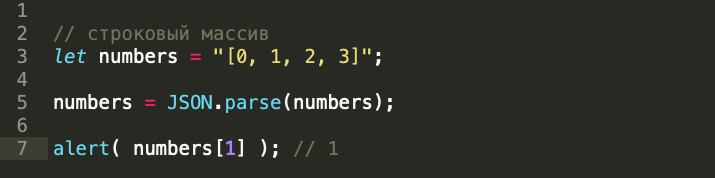 1
2 // строковый массив
3 let numbers = "[0, 1, 2, 3]";
4
5 numbers = JSON.parse(numbers);
6
7 alert( numbers[1] ); // 1